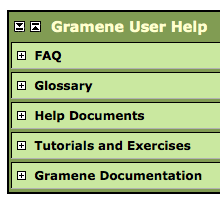 Gramene User Help
FAQ
Glossary
Help Documents
Tutorials and Exercises
Gramene Documentation